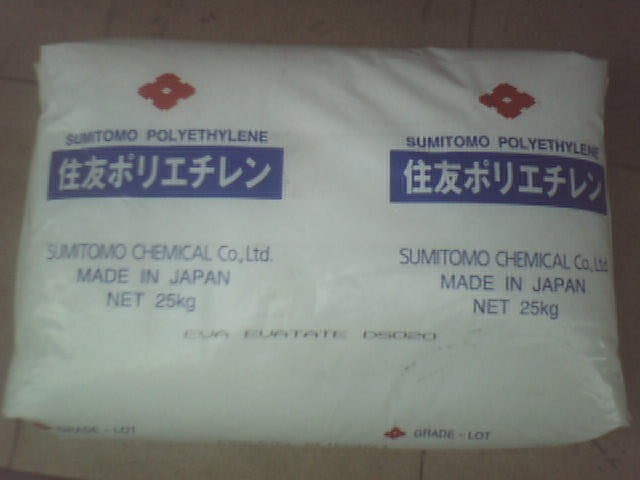 SUMITOMO POLYETHYLENE
住友ポリエチレン
SUMITOMO CHEMICAL Co.,Ltd.
MADE IN JAPAN
NET 25kg
SUMITOMO POLYETHYLENE
住友ポリエチレン
SUMITOMO CHEMICAL Co., Ltd.
MADE IN JAPAN
NET 25kg
EVA EVATATE D5020
GRADE - LOT
GRADE - LOT